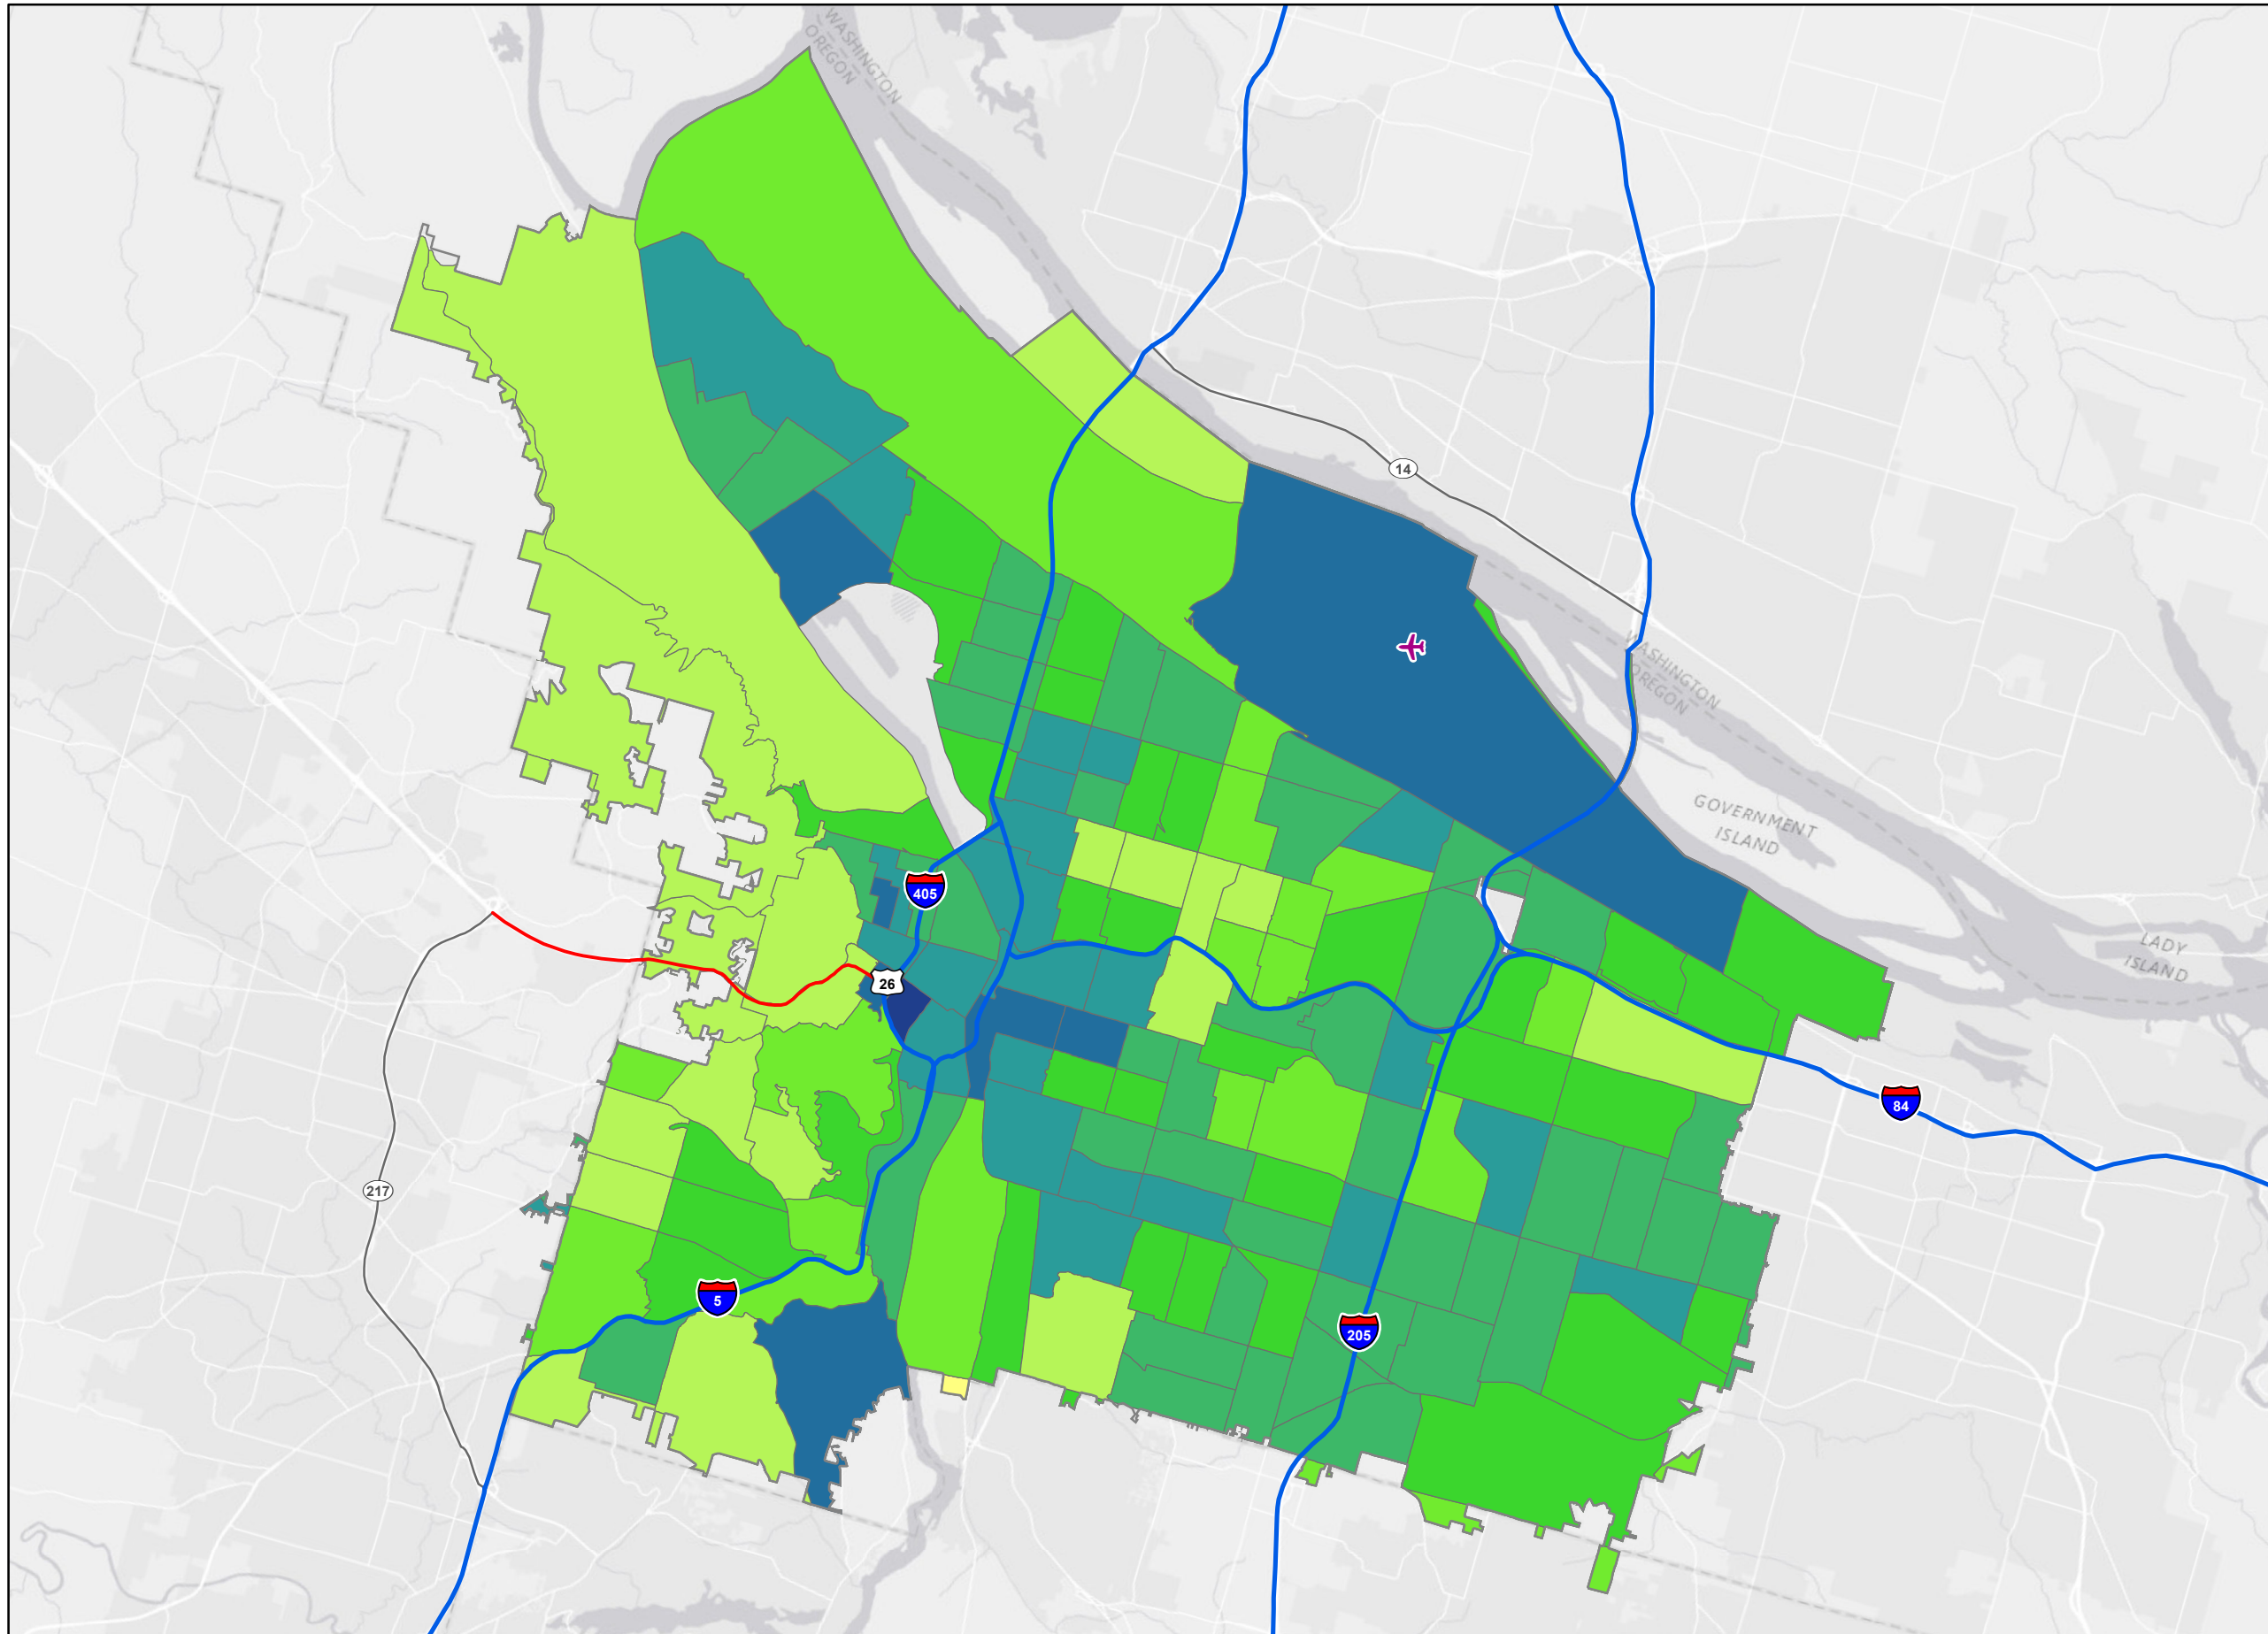 WASHINGTON
OREGON
14
WASHINGTON
OREGON
GOVERNMENT
ISLAND
405
LADY
ISLAND
26
84
217
5
205